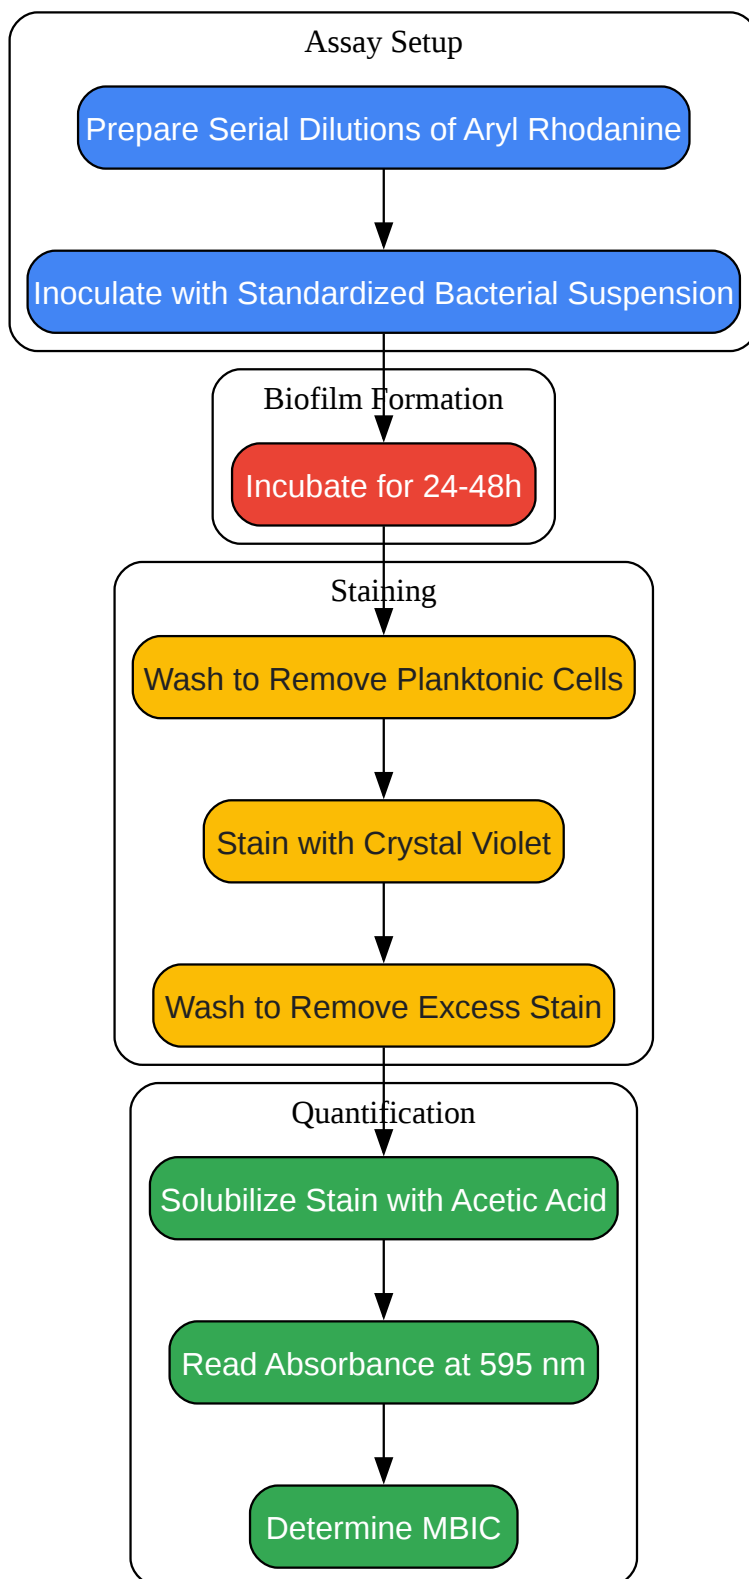 Assay Setup
Prepare Serial Dilutions of Aryl Rhodanine
Inoculate with Standardized Bacterial Suspension
Biofilm Formation
Incubate for 24-48h
Staining
Wash to Remove Planktonic Cells
Stain with Crystal Violet
Wash to Remove Excess Stain
Quantification
Solubilize Stain with Acetic Acid
Read Absorbance at 595 nm
Determine MBIC